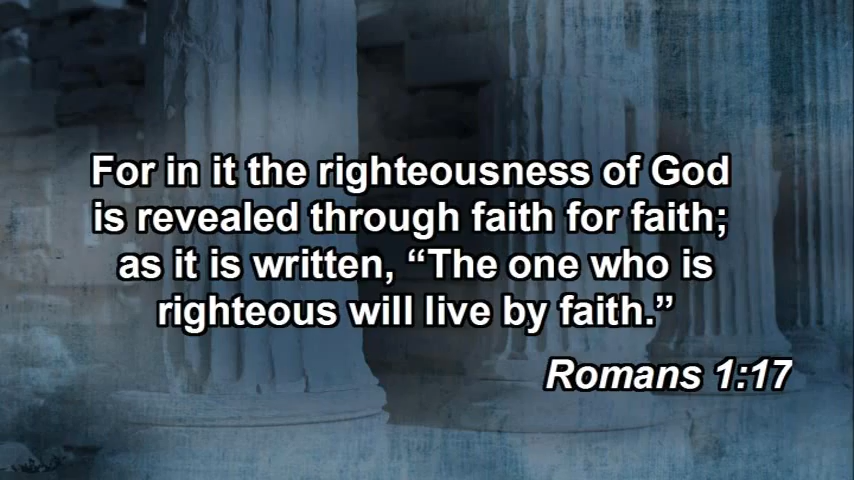 For in it the righteousness of God
is revealed through faith for faith;
as it is written, “The one who is
righteous will live by faith.”
Romans 1:17